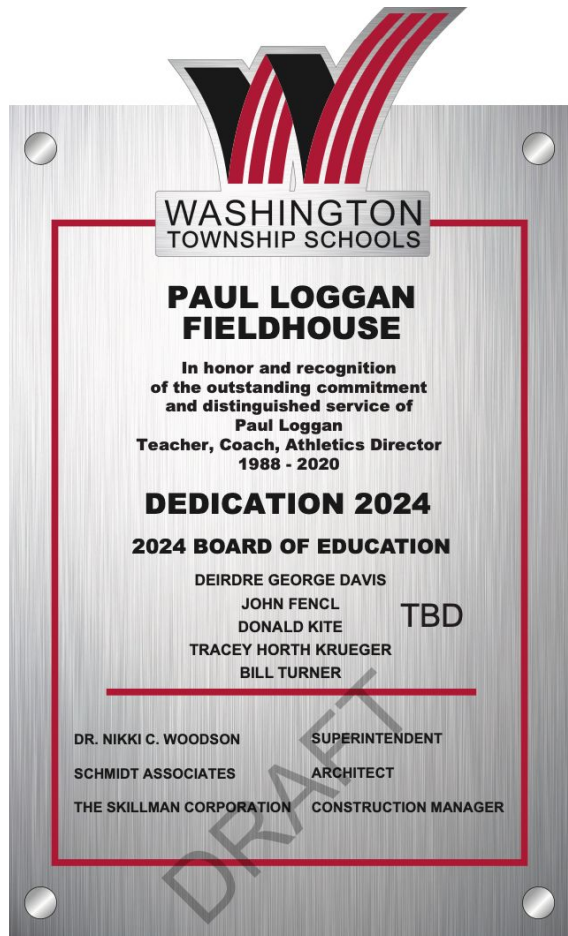 WASHINGTON
TOWNSHIP SCHOOLS
PAUL LOGGAN
FIELDHOUSE
In honor and recognition
of the outstanding commitment
and distinguished service of
Paul Loggan
Teacher, Coach, Athletics Director
1988 - 2020
DEDICATION 2024
2024 BOARD OF EDUCATION
DEIRDRE GEORGE DAVIS
JOHN FENCL
DONALD KITE
TRACEY HORTH KRUEGER
BILL TURNER
TBD
DR. NIKKI C. WOODSON SUPERINTENDENT
SCHMIDT ASSOCIATES ARCHITECT
THE SKILLMAN CORPORATION CONSTRUCTION MANAGER
DRAFT